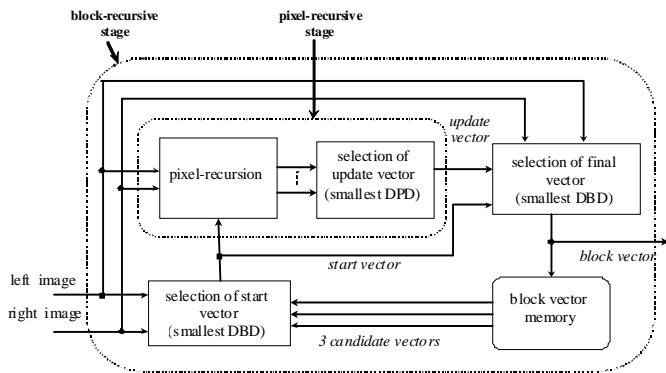 block-recursive
stage
pixel-recursive
stage
update
vector
pixel-recursion
selection of
update vector
(smallest DPD)
selection of final
vector
(smallest DBD)
start vector
block vector
left image
right image
selection of start
vector
(smallest DBD)
3 candidate vectors
block vector
memory